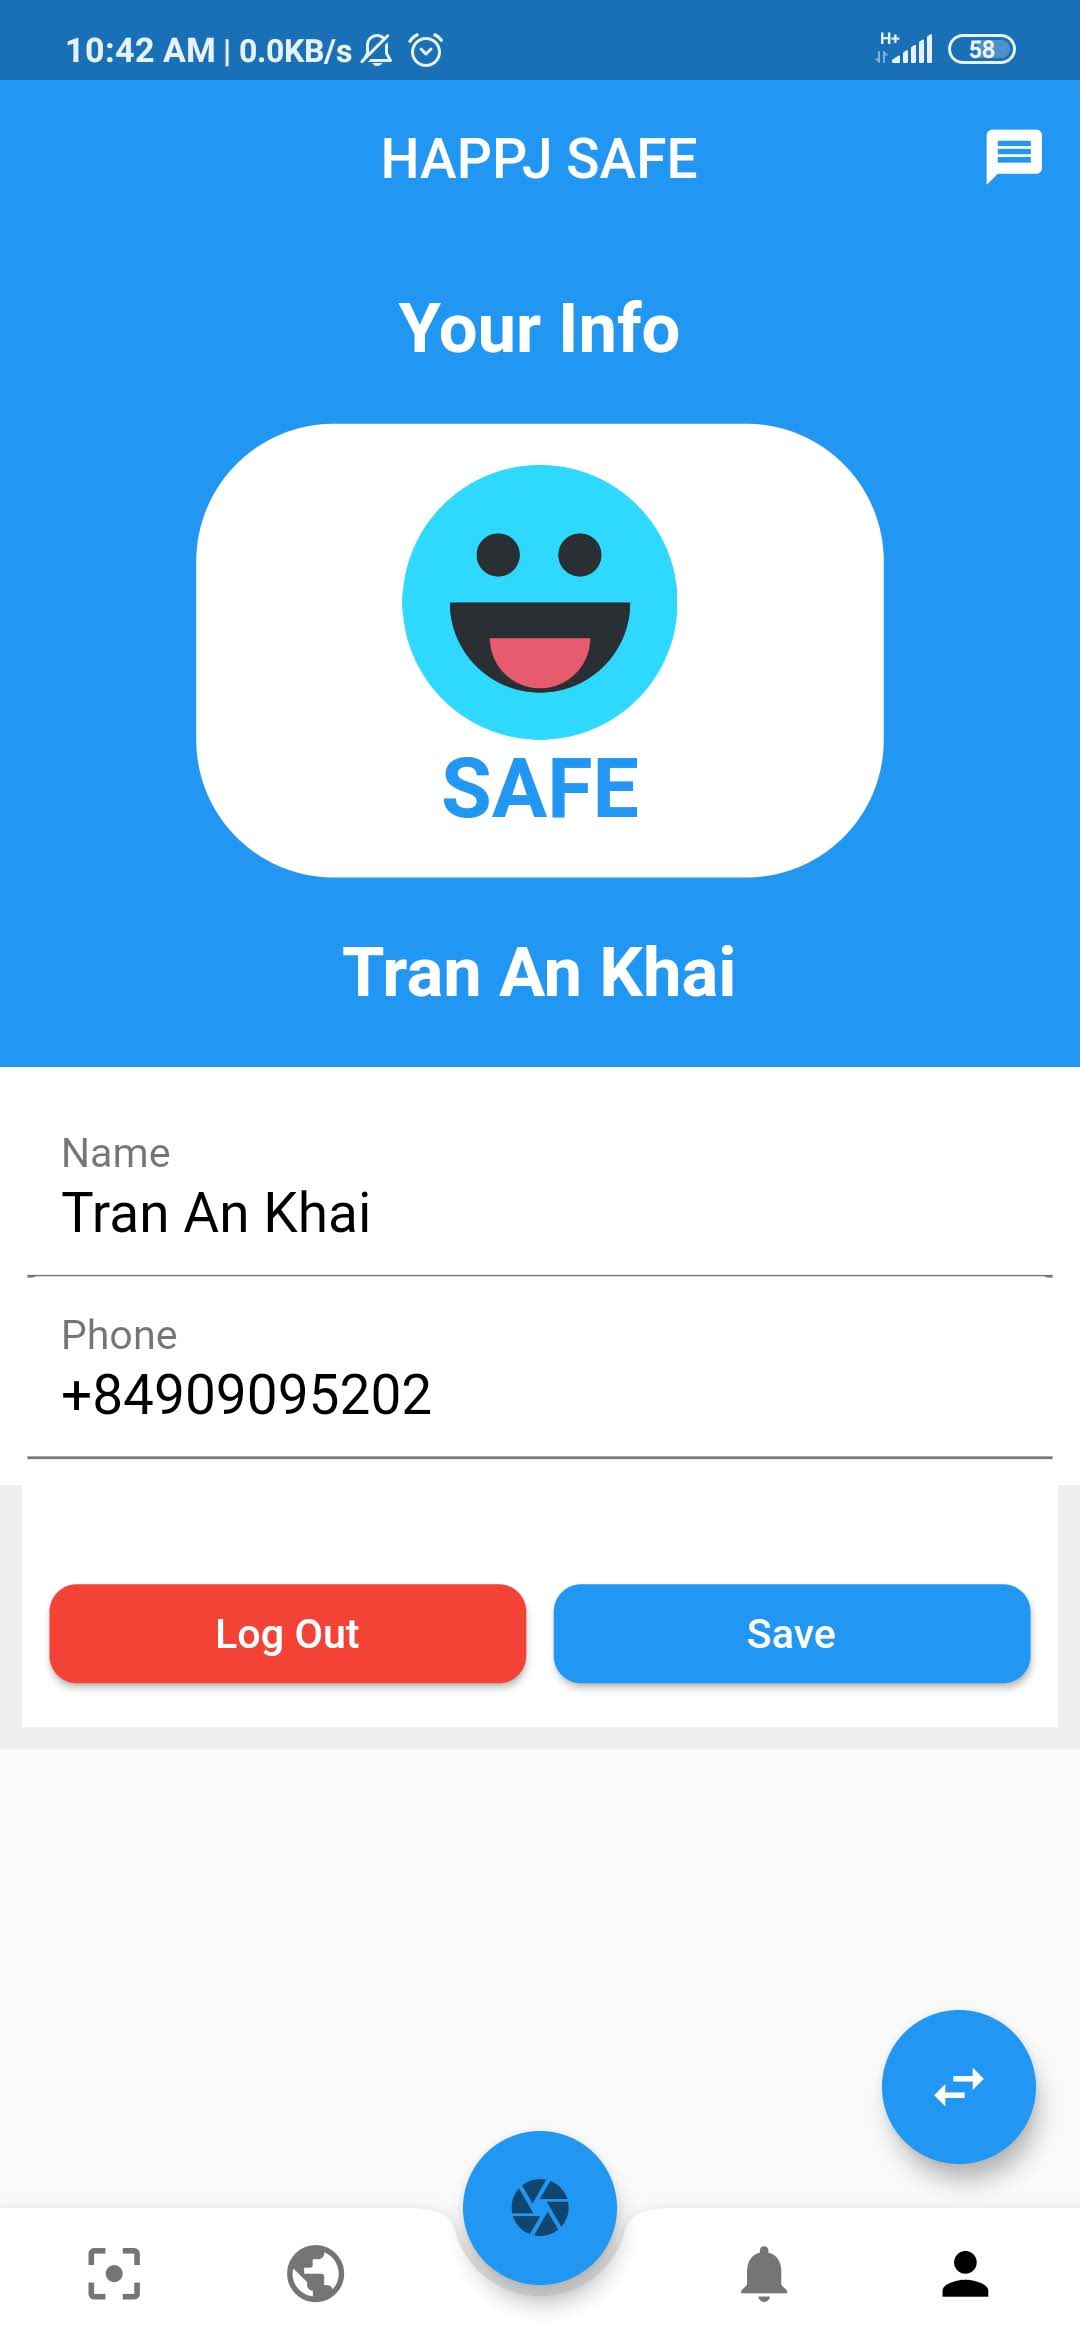 10:42 AM | 0.0KB/s
H+
58
HAPPJ SAFE
Your Info
SAFE
Tran An Khai
Name
Tran An Khai
Phone
+84909095202
Log Out
Save